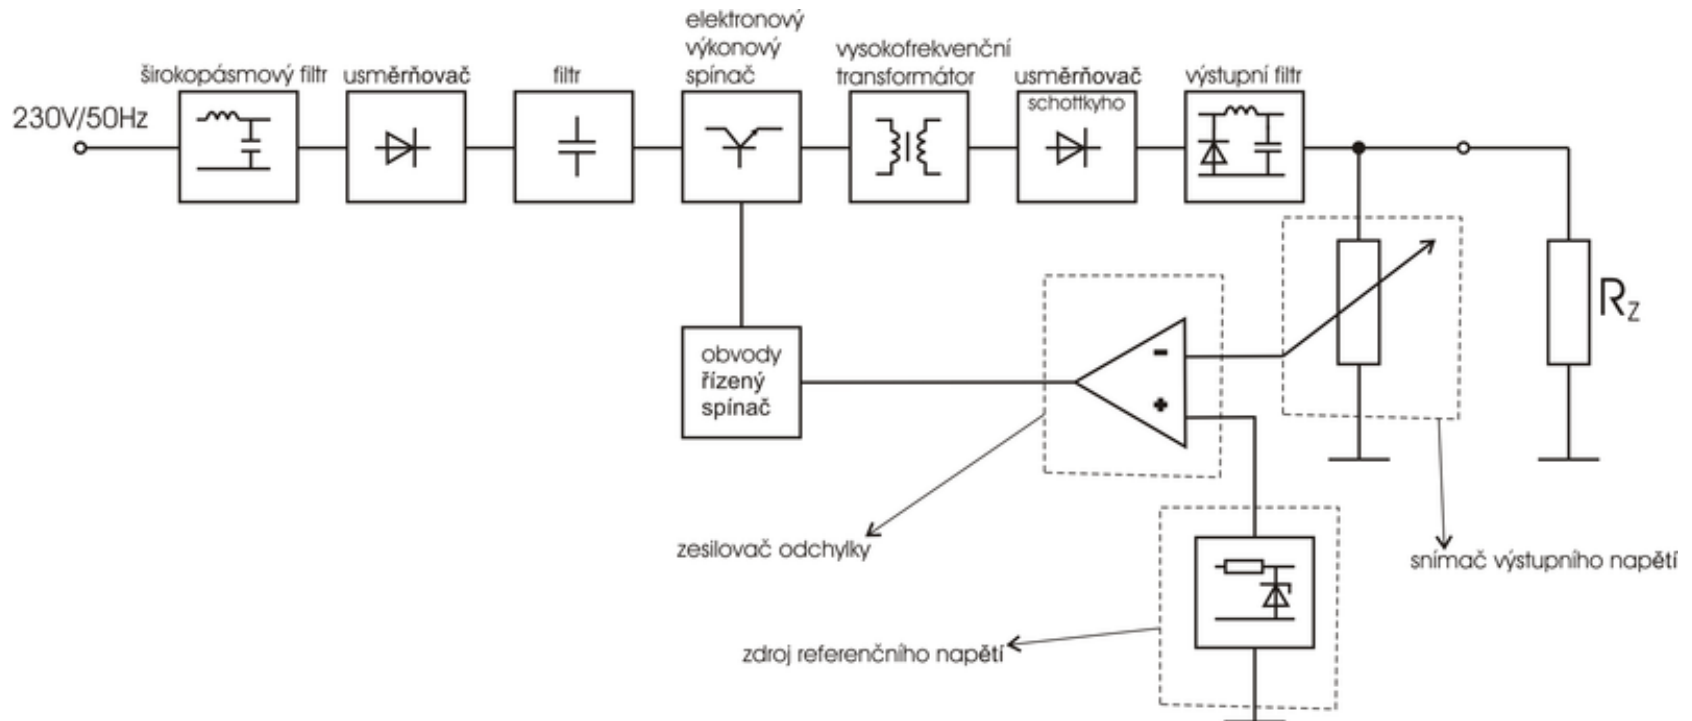 elektronový
výkonový
spínač
širokopásmový filtr
usměrňovač
filtr
vysokofrekvenční
transformátor
usměrňovač
schottkyho
výstupní filtr
230V/50Hz
obvody
řízený
spínač
-
+
RZ
zesilovač odchylky
snímač výstupního napětí
zdroj referenčního napětí